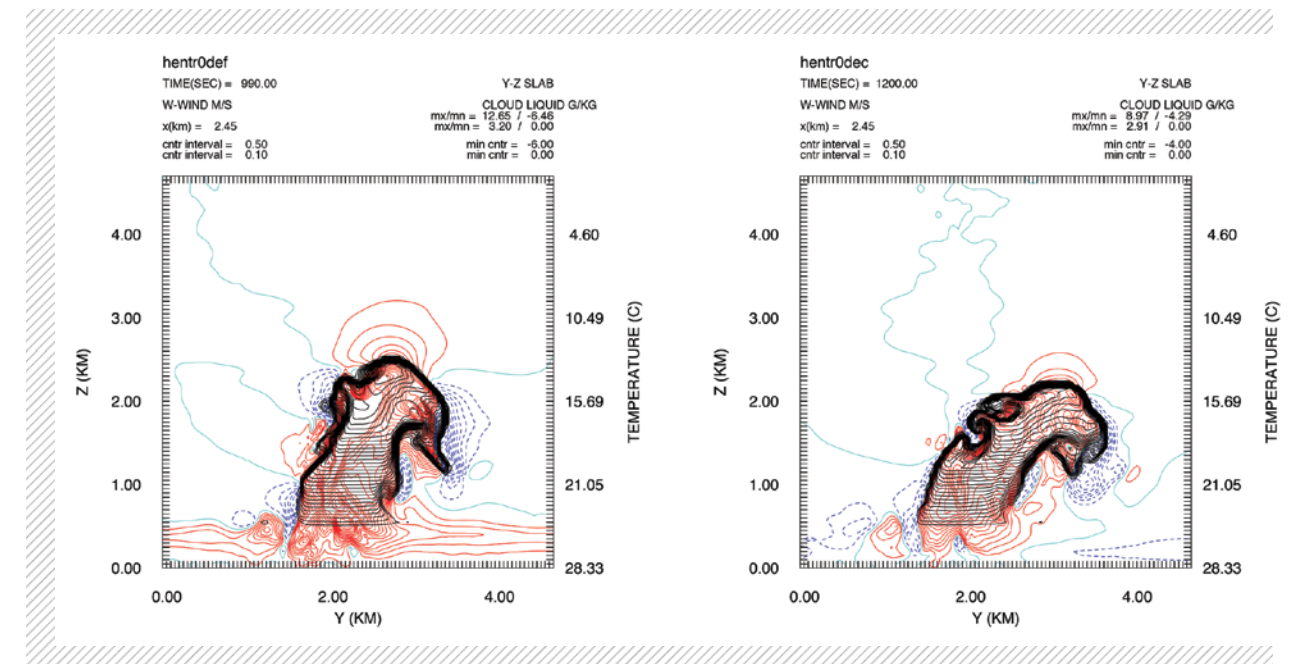 hentr0def
TIME(SEC) = 990.00 Y-Z SLAB
W-WIND M/S CLOUD LIQUID G/KG
mx/mn = 12.65 / -6.46
x(km) = 2.45 mx/mn = 3.20 / 0.00
cntr interval = 0.50 min cntr = -6.00
cntr interval = 0.10 min cntr = 0.00
4.00 4.60
3.00 10.49
Z (KM) TEMPERATURE (C)
2.00 15.69
1.00 21.05
0.00 28.33
0.00 2.00 4.00
Y (KM)
hentr0dec
TIME(SEC) = 1200.00 Y-Z SLAB
W-WIND M/S CLOUD LIQUID G/KG
mx/mn = 8.97 / -4.29
x(km) = 2.45 mx/mn = 2.91 / 0.00
cntr interval = 0.50 min cntr = -4.00
cntr interval = 0.10 min cntr = 0.00
4.00 4.60
3.00 10.49
Z (KM) TEMPERATURE (C)
2.00 15.69
1.00 21.05
0.00 28.33
0.00 2.00 4.00
Y (KM)